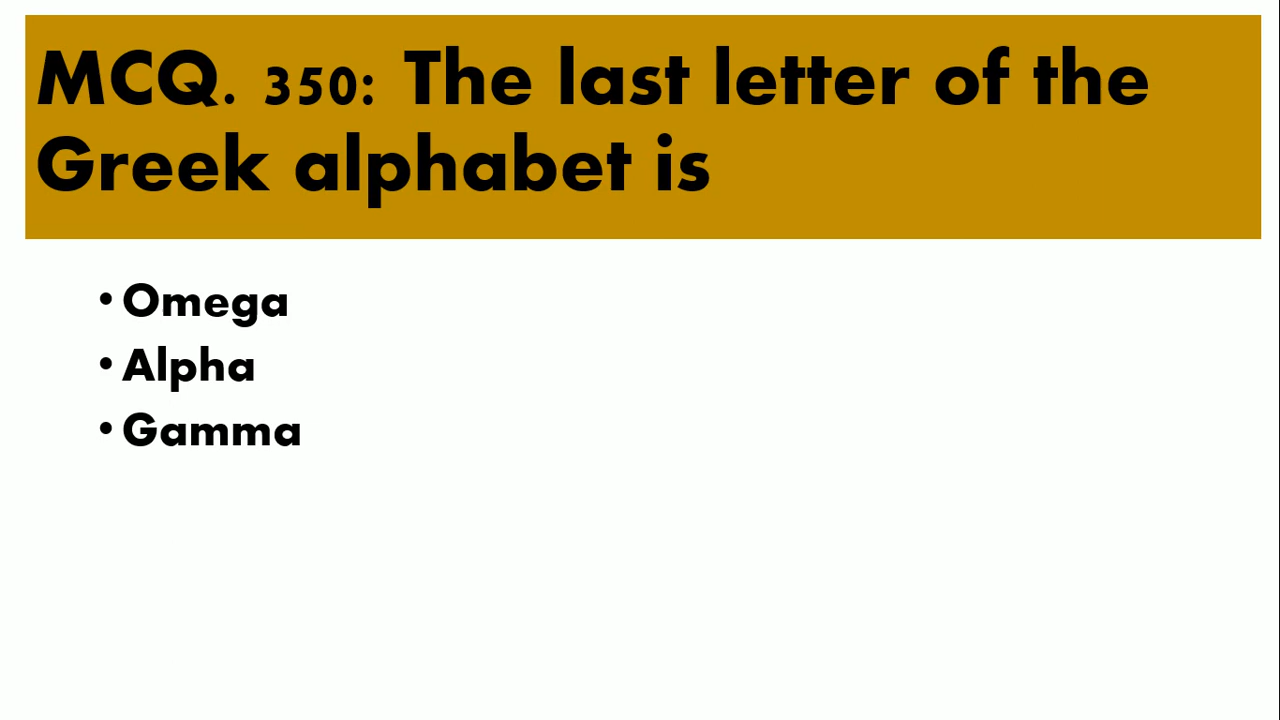 MCQ. 350: The last letter of the
Greek alphabet is
• Omega
• Alpha
• Gamma